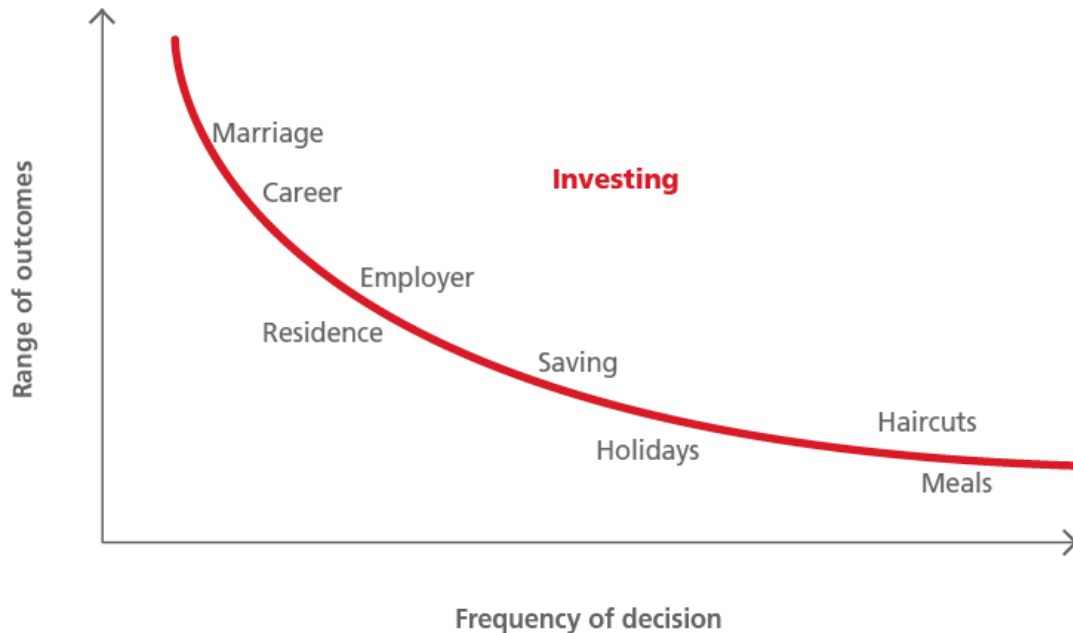 Marriage
Investing
Career
Employer
Residence
Saving
Haircuts
Holidays
Meals
Range of outcomes
Frequency of decision